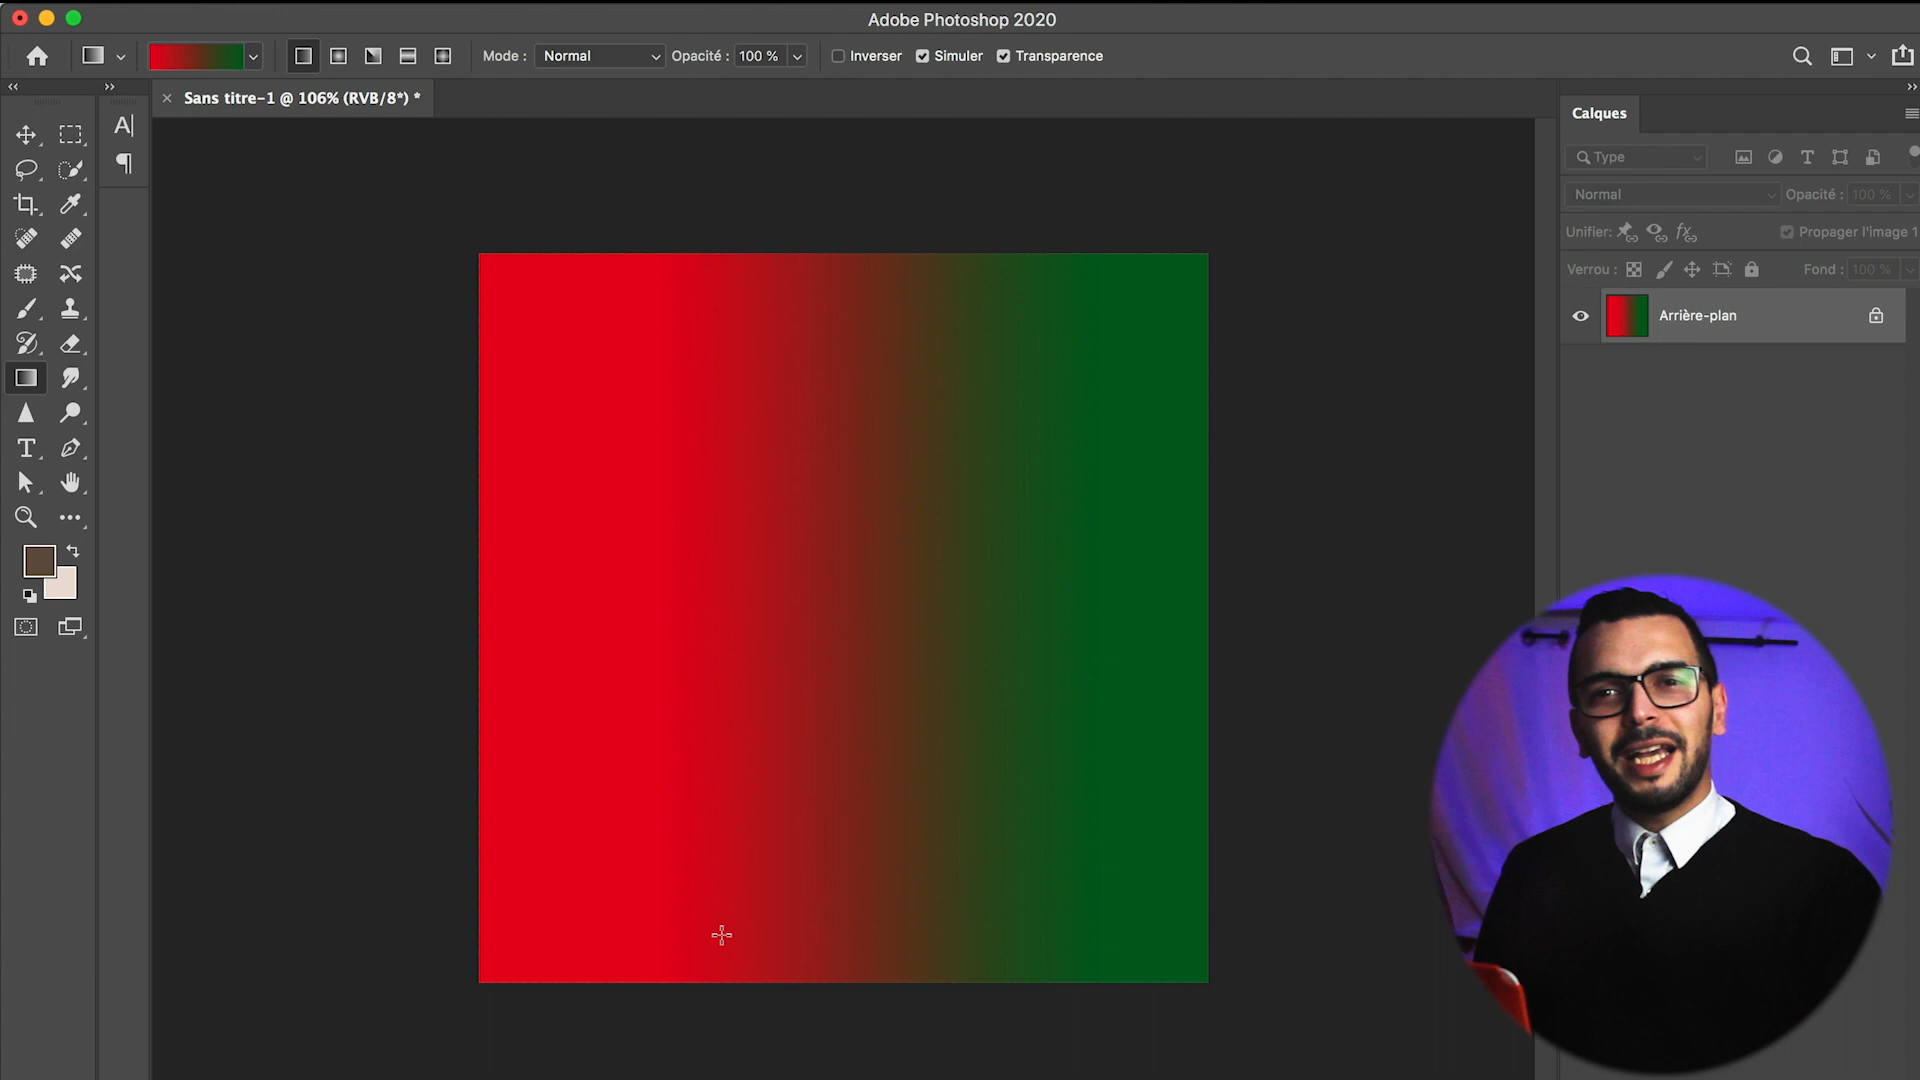 Adobe Photoshop 2020
Mode : Normal Opacité : 100 % Inverser Simuler Transparence
Sans titre-1 @ 106% (RVB/8*) *
Calques
Type
Normal Opacité : 100 %
Unifier: Propager l'image 1
Verrou : Fond : 100 %
Arrière-plan